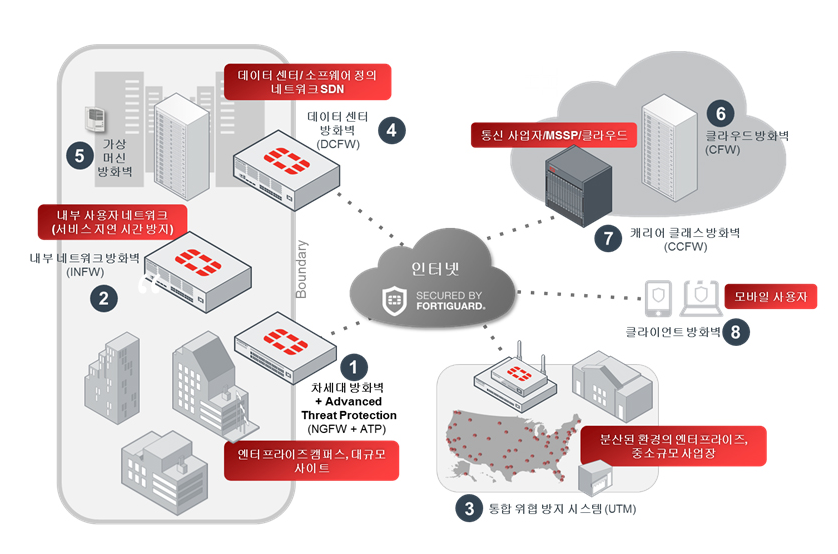 데이터 센터/ 소프웨어 정의
네트워크 SDN
데이터 센터
방화벽
(DCFW)
4
5
가상
머신
방화벽
내부 사용자 네트워크
(서비스 지연 시간 방지)
내부 네트워크 방화벽
(INFW)
2
Boundary
1
차세대 방화벽
+ Advanced
Threat Protection
(NGFW + ATP)
엔터프라이즈 캠퍼스, 대규모
사이트
인터넷
SECURED BY
FORTIGUARD®
통신 사업자/MSSP/클라우드
6
클라우드 방화벽
(CFW)
7
캐리어 클래스 방화벽
(CCFW)
모바일 사용자
클라이언트 방화벽
8
분산된 환경의 엔터프라이즈,
중소규모 사업장
3
통합 위협 방지 시스템 (UTM)